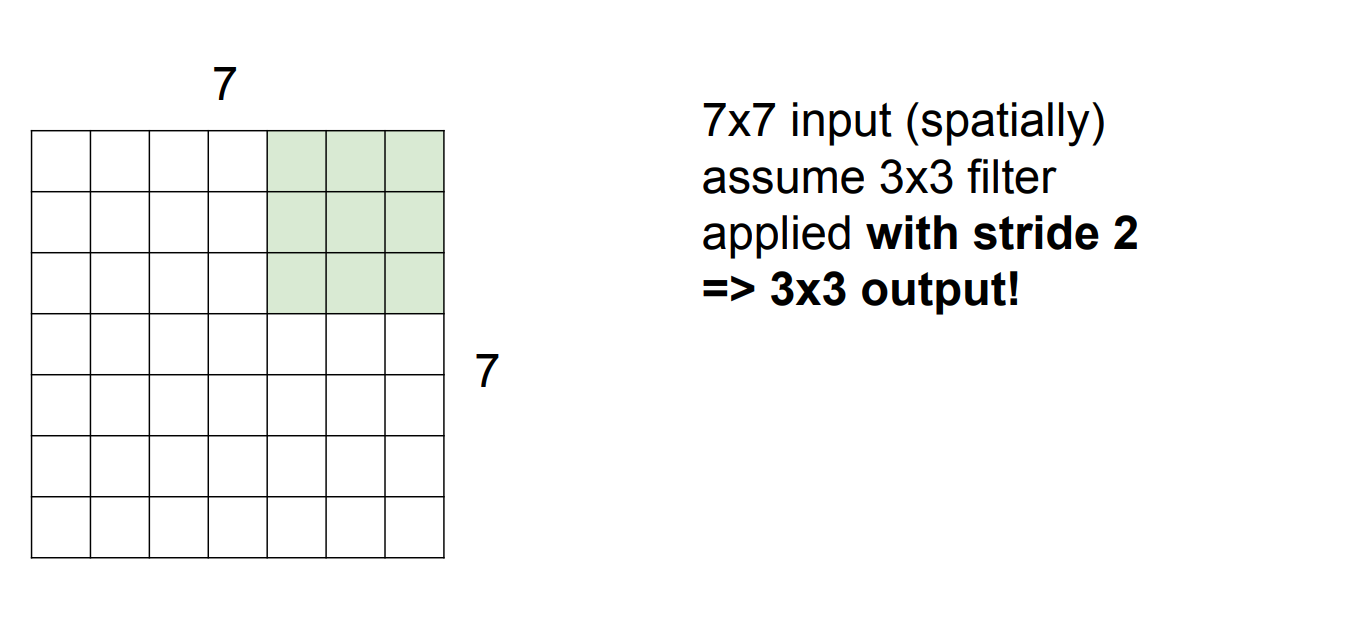 7
7
7x7 input (spatially)
assume 3x3 filter
applied with stride 2
=> 3x3 output!